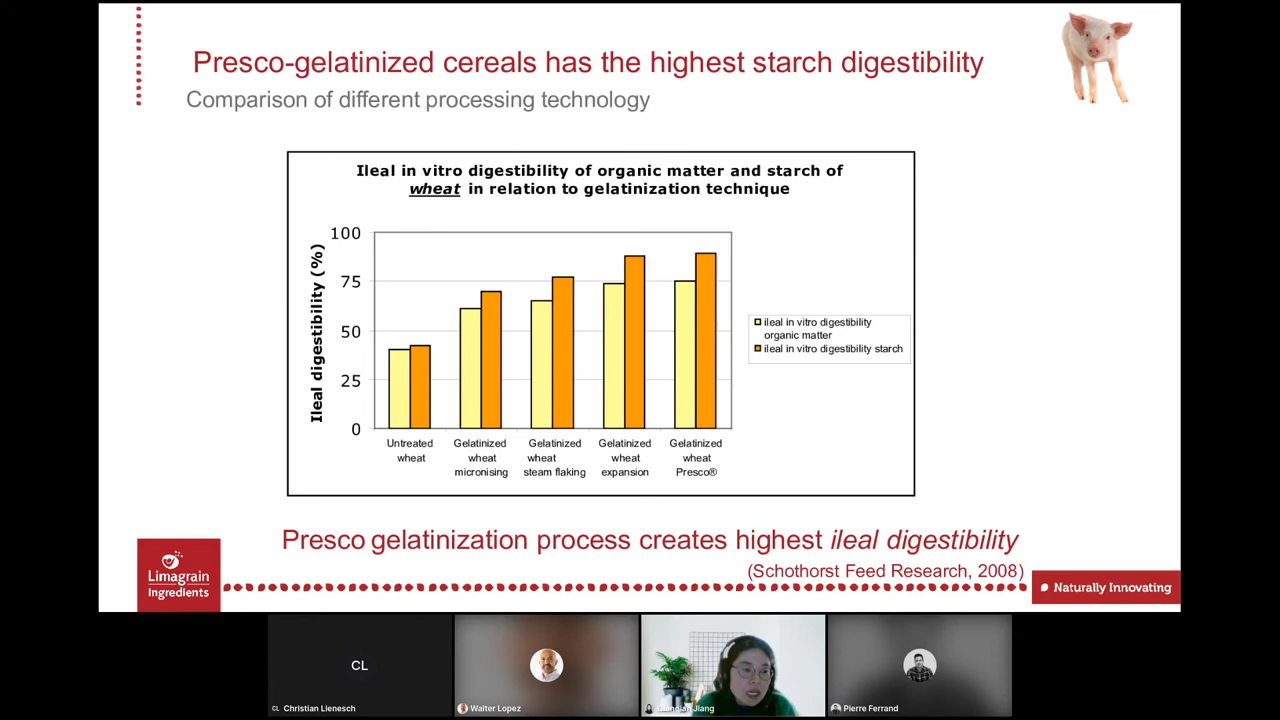 Presco-gelatinized cereals has the highest starch digestibility
Comparison of different processing technology
Ileal in vitro digestibility of organic matter and starch of
wheat in relation to gelatinization technique
Ileal digestibility (%)
100
75
50
25
0
Untreated
wheat
Gelatinized
wheat
micronising
Gelatinized
wheat
steam flaking
Gelatinized
wheat
expansion
Gelatinized
wheat
Presco®
ileal in vitro digestibility
organic matter
ileal in vitro digestibility starch
Presco gelatinization process creates highest ileal digestibility
(Schothorst Feed Research, 2008)
Limagrain
Ingredients
Naturally Innovating
CL
CL Christian Lienesch
Walter Lopez
Jiang
Pierre Ferrand